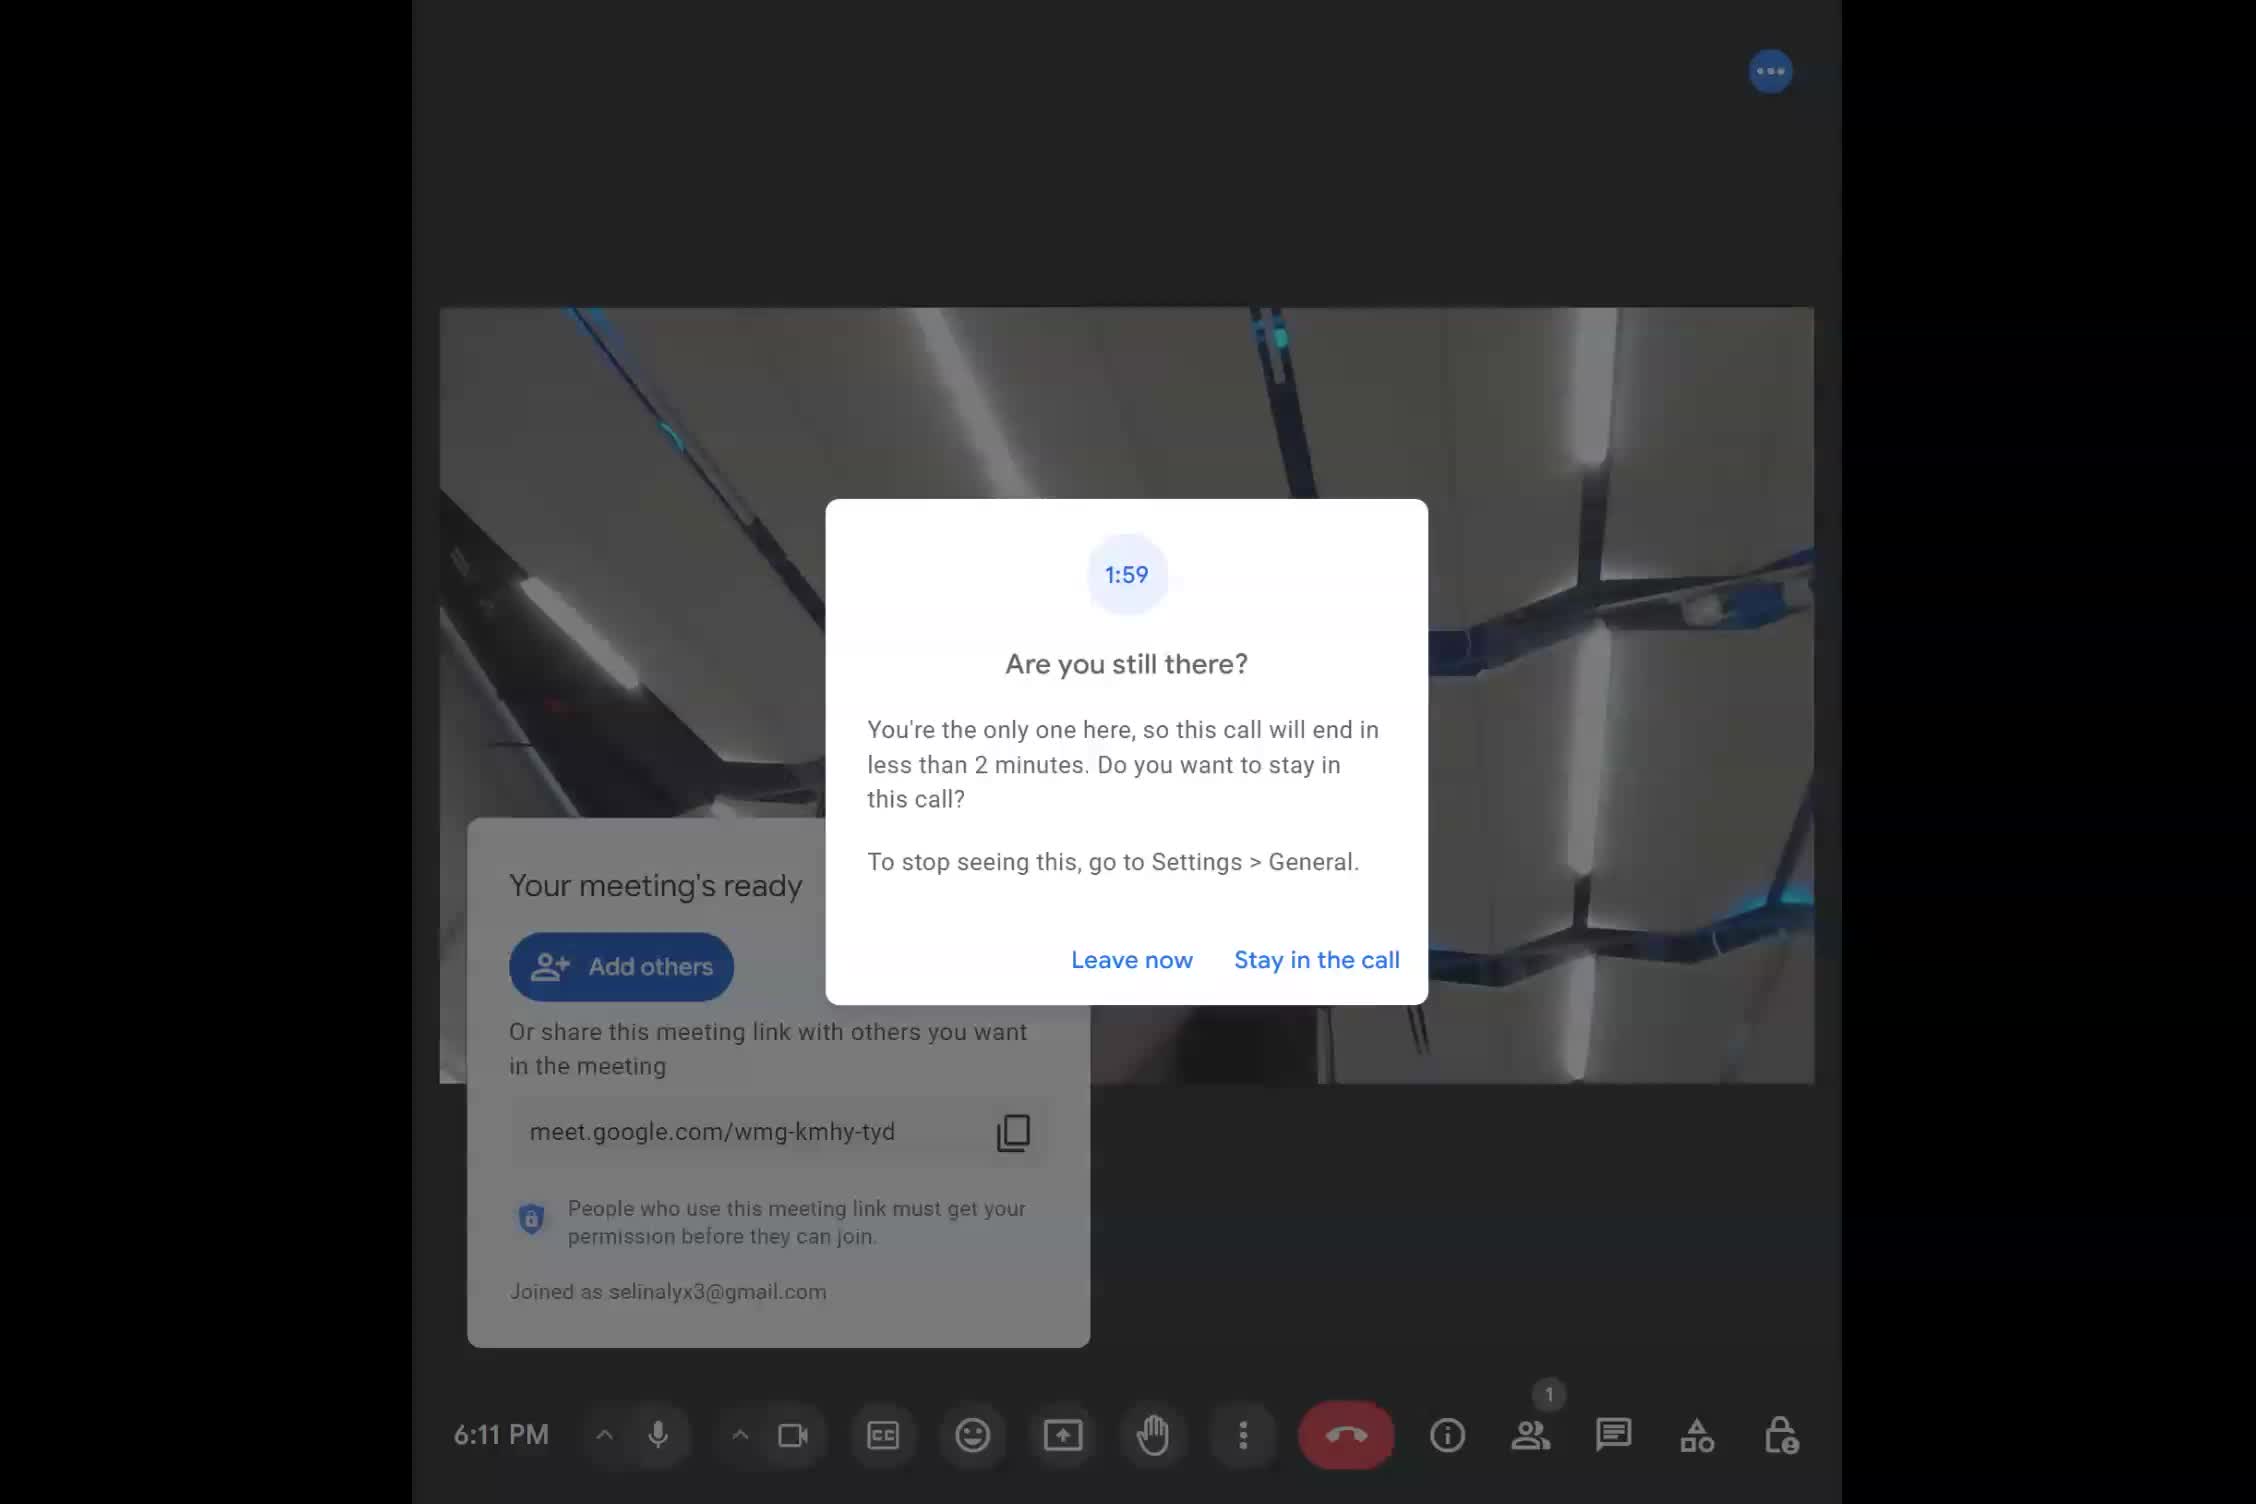 1:59
Are you still there?
You're the only one here, so this call will end in
less than 2 minutes. Do you want to stay in
this call?
To stop seeing this, go to Settings > General.
Leave now
Stay in the call
Your meeting's ready
Add others
Or share this meeting link with others you want
in the meeting
meet.google.com/wmg-kmhy-tyd
People who use this meeting link must get your
permission before they can join.
Joined as selinalyx3@gmail.com
6:11 PM
CC
1